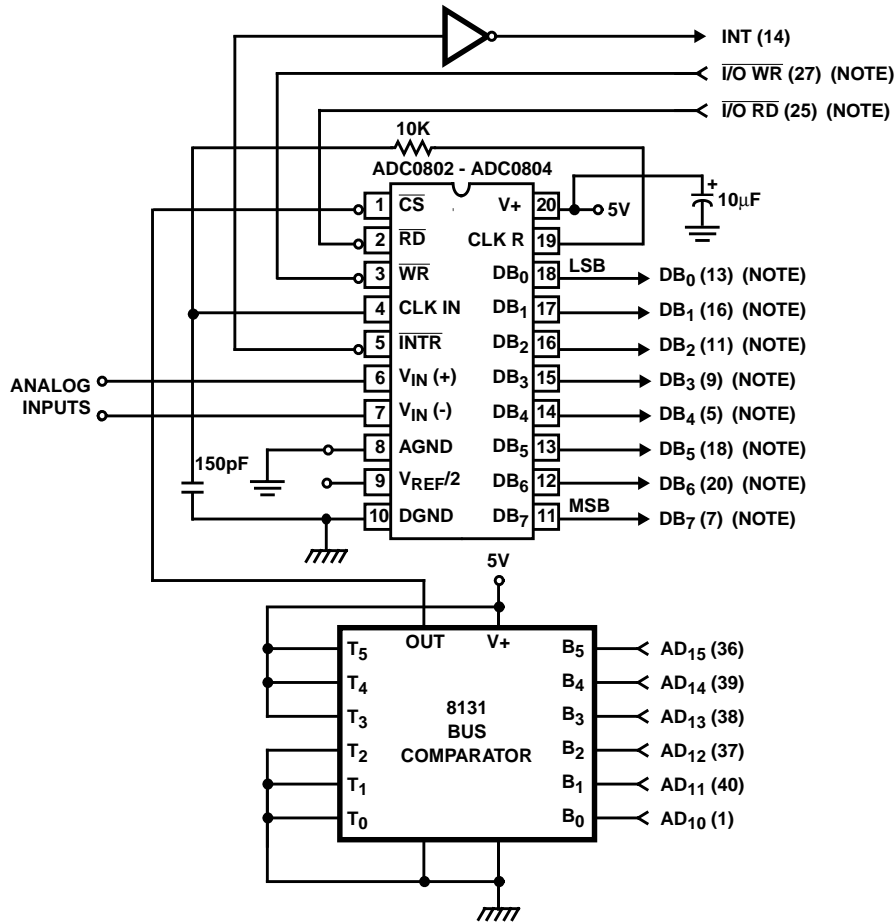 INT (14)
I/O WR (27) (NOTE)
I/O RD (25) (NOTE)
10K
ADC0802 - ADC0804
1 CS V+ 20 5V
+
10μF
2 RD CLK R 19
3 WR DB0 18 LSB DB0 (13) (NOTE)
4 CLK IN DB1 17 DB1 (16) (NOTE)
5 INTR DB2 16 DB2 (11) (NOTE)
ANALOG
INPUTS
6 VIN (+) DB3 15 DB3 (9) (NOTE)
7 VIN (-) DB4 14 DB4 (5) (NOTE)
150pF
8 AGND DB5 13 DB5 (18) (NOTE)
9 VREF/2 DB6 12 DB6 (20) (NOTE)
10 DGND DB7 11 MSB DB7 (7) (NOTE)
5V
OUT V+
T5 B5 AD15 (36)
T4 B4 AD14 (39)
T3 B3 AD13 (38)
8131
BUS
COMPARATOR
T2 B2 AD12 (37)
T1 B1 AD11 (40)
T0 B0 AD10 (1)